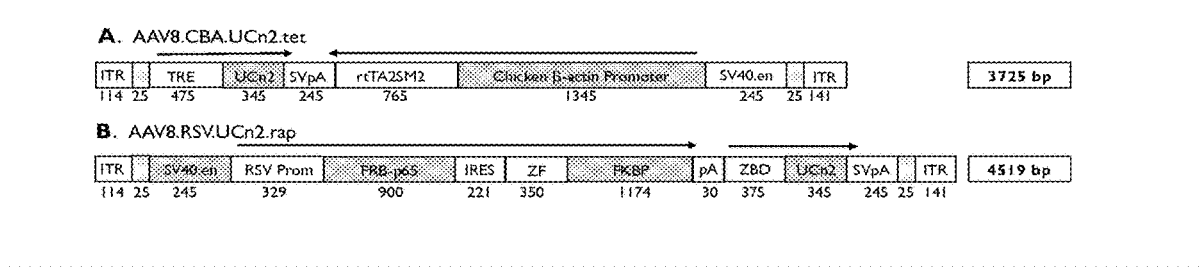 A. AAV8.CBA.UCn2.tet
ITR TRE UCn2 SVpA rtTA2SM2 Chicken β-actin Promoter SV40.en ITR 3725 bp
114 25 475 345 245 765 1345 245 25 141
B. AAV8.RSV.UCn2.rap
ITR SV40.en RSV Prom FRB-p65 IRES ZF FKBP pA ZBD UCn2 SVpA ITR 4519 bp
114 25 245 329 900 221 350 1174 30 375 345 245 25 141